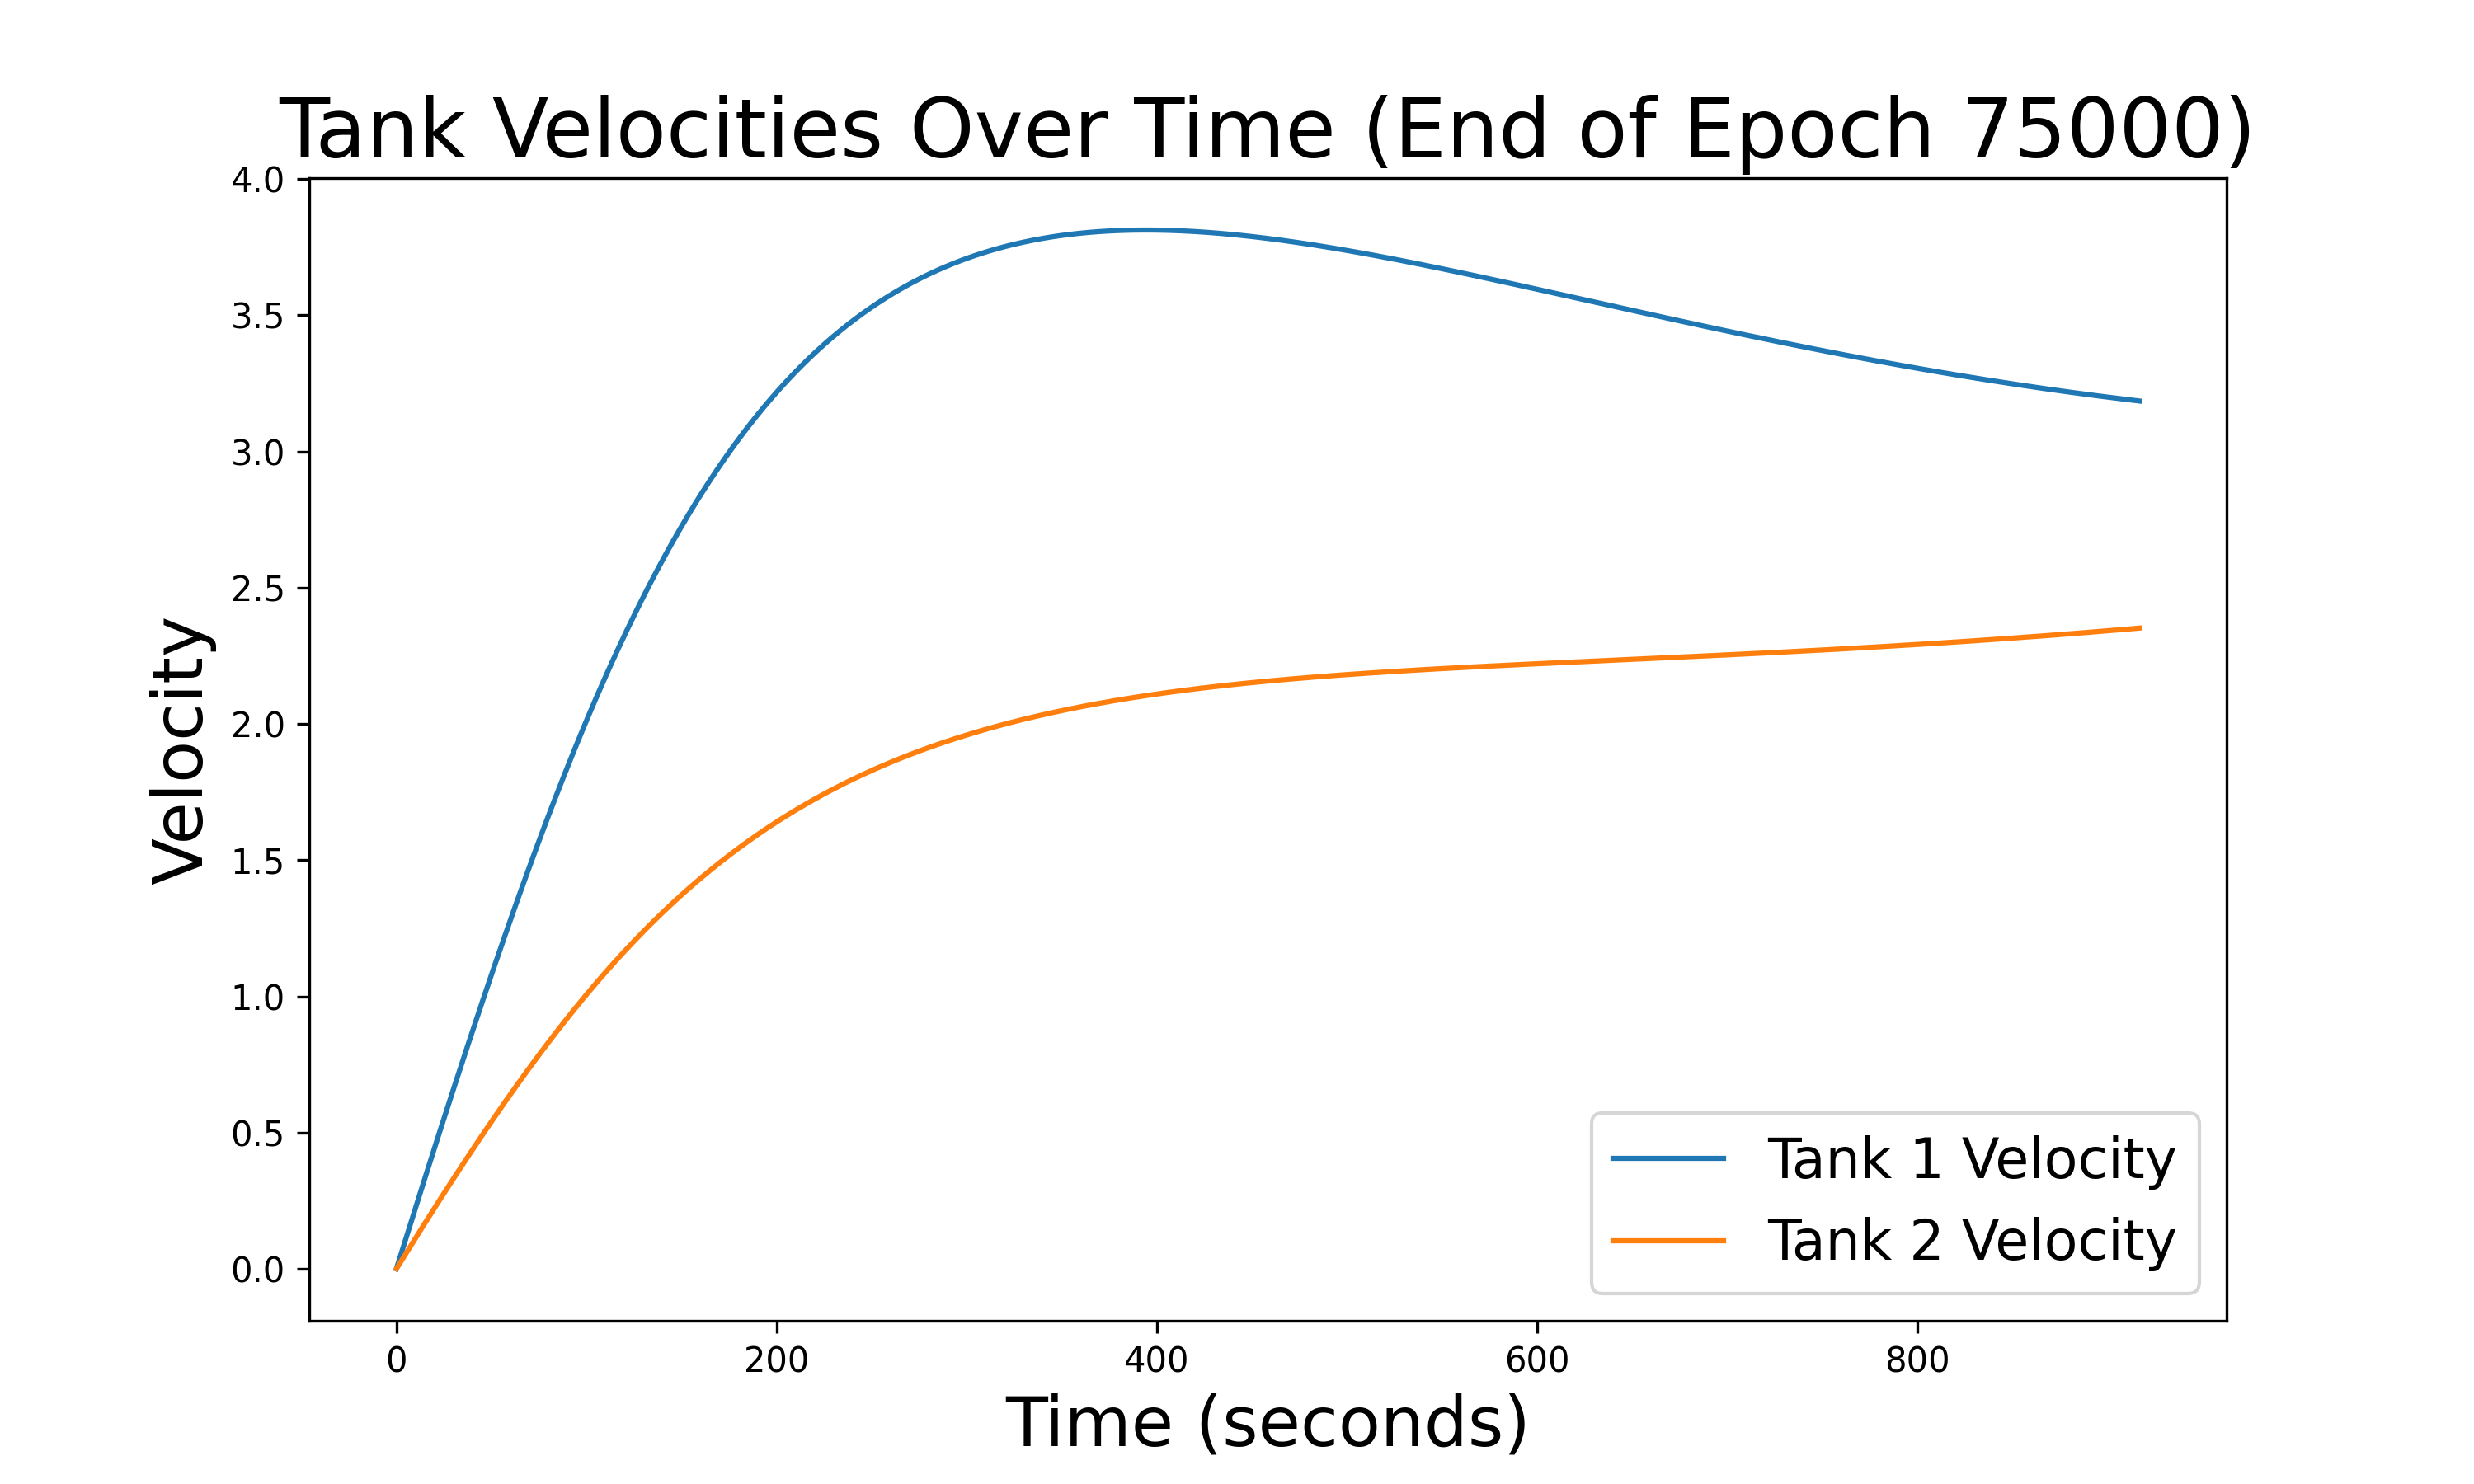 Tank Velocities Over Time (End of Epoch 75000)
4.0
3.5
3.0
2.5
2.0
1.5
1.0
0.5
0.0
Velocity
0 200 400 600 800
Time (seconds)
Tank 1 Velocity
Tank 2 Velocity